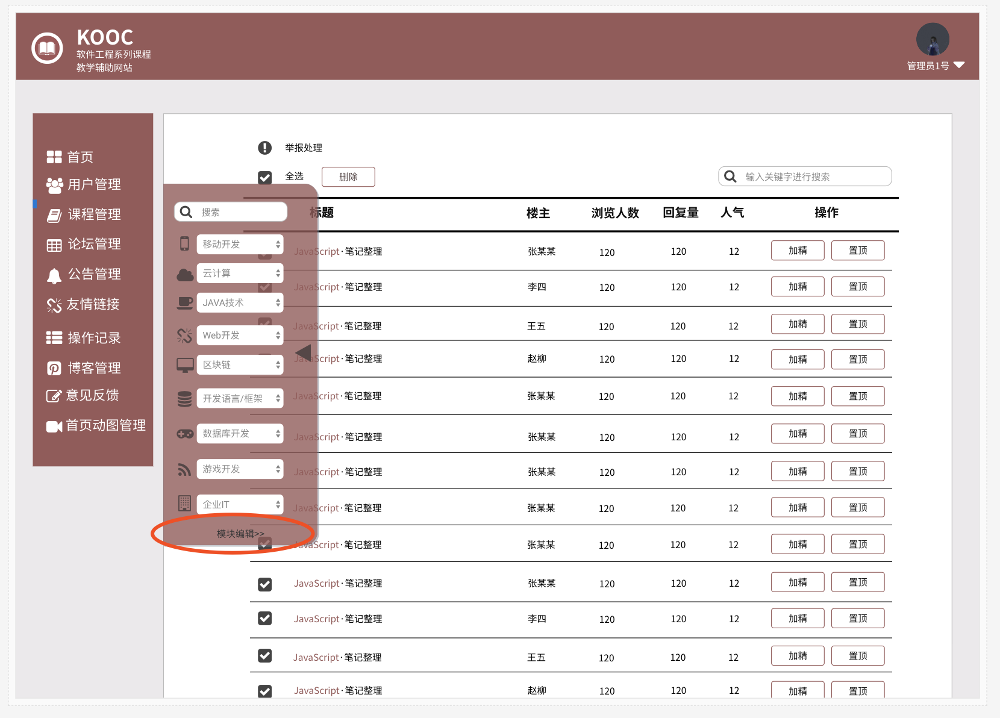 KOOC
软件工程系列课程
教学辅助网站
管理员1号
首页
用户管理
课程管理
论坛管理
公告管理
友情链接
操作记录
博客管理
意见反馈
首页动图管理
举报处理
全选 删除 输入关键字进行搜索
搜索
移动开发
云计算
JAVA技术
Web开发
区块链
开发语言/框架
数据库开发
游戏开发
企业IT
模块编辑>>
标题 楼主 浏览人数 回复量 人气 操作
JavaScript·笔记整理 张某某 120 120 12 加精 置顶
JavaScript·笔记整理 李四 120 120 12 加精 置顶
JavaScript·笔记整理 王五 120 120 12 加精 置顶
JavaScript·笔记整理 赵柳 120 120 12 加精 置顶
JavaScript·笔记整理 张某某 120 120 12 加精 置顶
JavaScript·笔记整理 张某某 120 120 12 加精 置顶
JavaScript·笔记整理 张某某 120 120 12 加精 置顶
JavaScript·笔记整理 张某某 120 120 12 加精 置顶
JavaScript·笔记整理 张某某 120 120 12 加精 置顶
JavaScript·笔记整理 张某某 120 120 12 加精 置顶
JavaScript·笔记整理 李四 120 120 12 加精 置顶
JavaScript·笔记整理 王五 120 120 12 加精 置顶
JavaScript·笔记整理 赵柳 120 120 12 加精 置顶